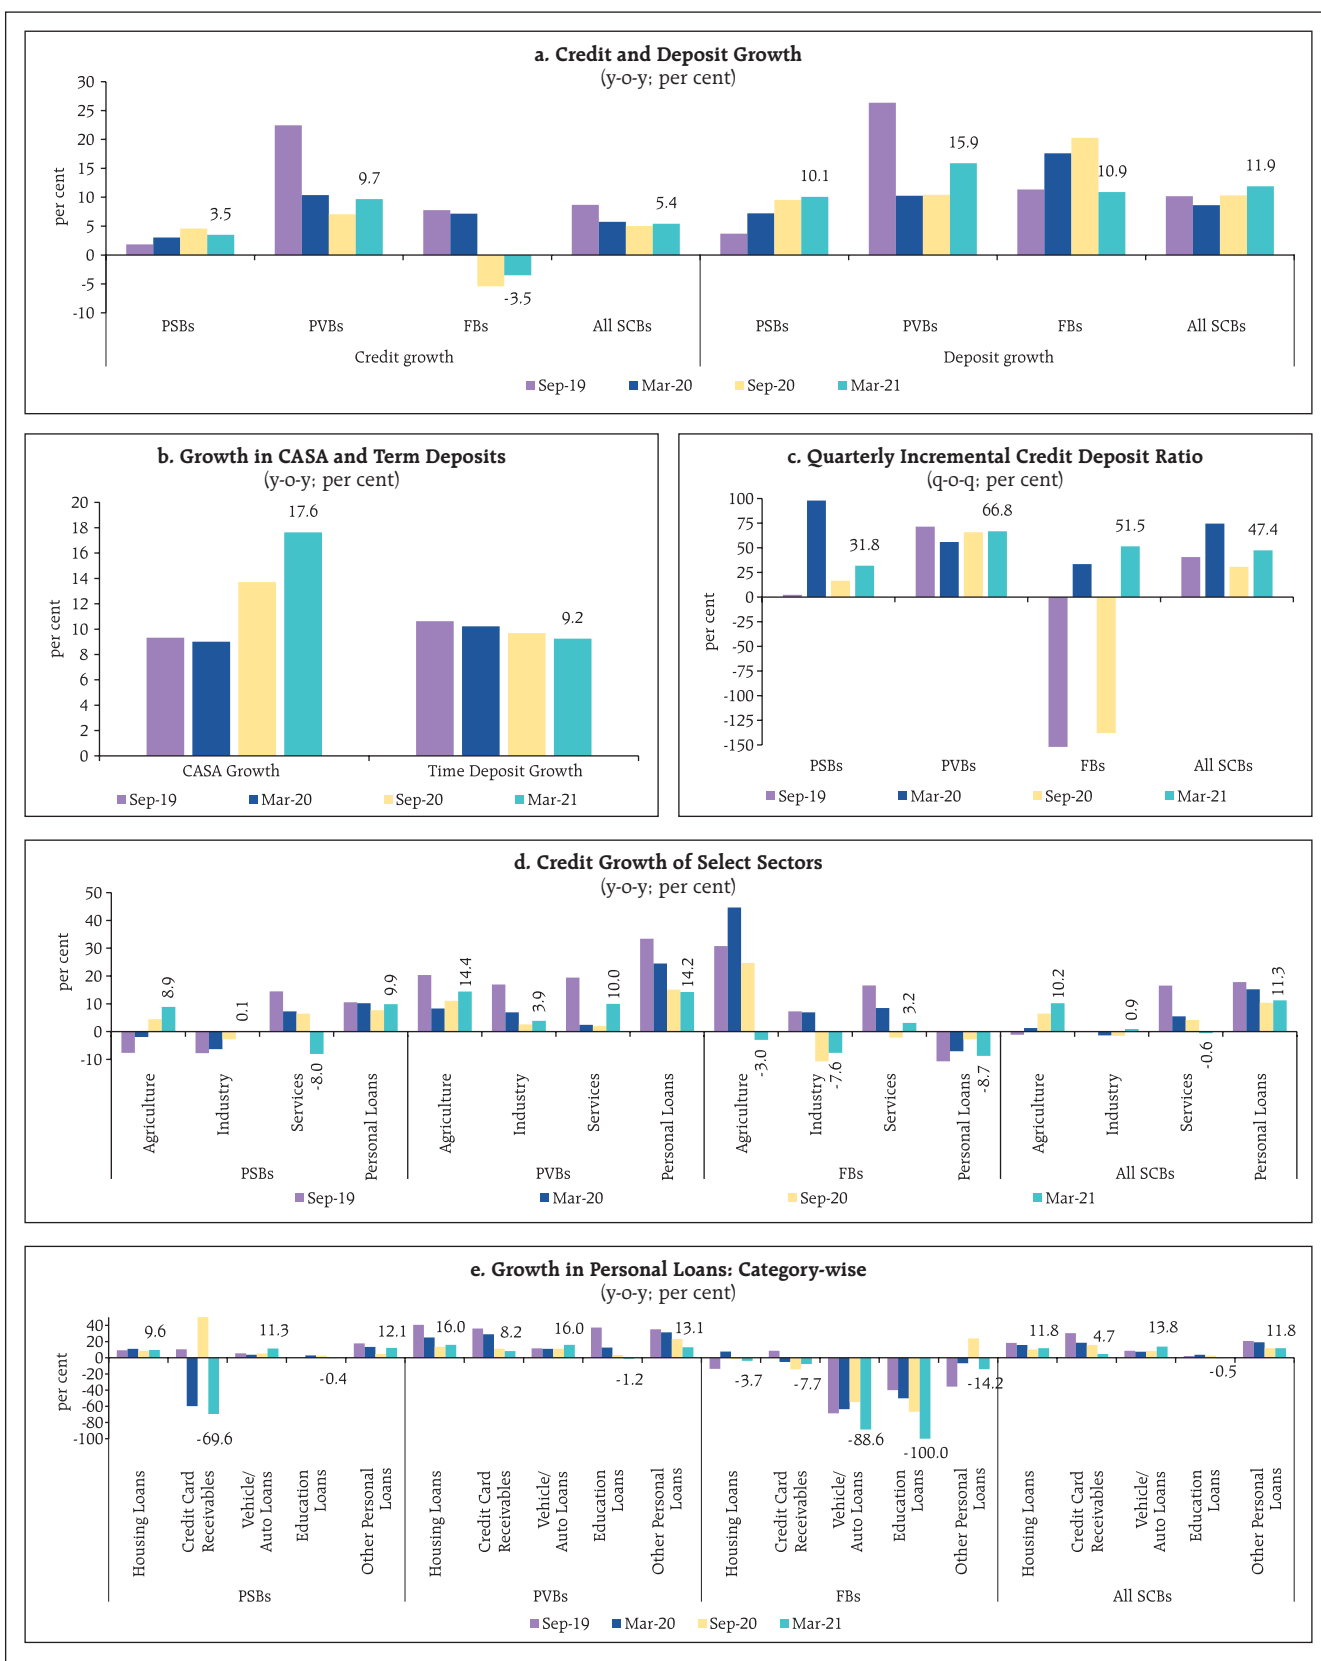 a. Credit and Deposit Growth
(y-o-y; per cent)
per cent
30
25
20
15
10
5
0
-5
-10
3.5
9.7
-3.5
5.4
10.1
15.9
10.9
11.9
PSBs PVBs FBs All SCBs PSBs PVBs FBs All SCBs
Credit growth Deposit growth
Sep-19 Mar-20 Sep-20 Mar-21
b. Growth in CASA and Term Deposits
(y-o-y; per cent)
per cent
20
18
16
14
12
10
8
6
4
2
0
17.6
9.2
CASA Growth Time Deposit Growth
Sep-19 Mar-20 Sep-20 Mar-21
c. Quarterly Incremental Credit Deposit Ratio
(q-o-q; per cent)
per cent
100
75
50
25
0
-25
-50
-75
-100
-125
-150
31.8
66.8
51.5
47.4
PSBs PVBs FBs All SCBs
Sep-19 Mar-20 Sep-20 Mar-21
d. Credit Growth of Select Sectors
(y-o-y; per cent)
per cent
50
40
30
20
10
0
-10
8.9
0.1
-8.0
9.9
14.4
3.9
10.0
14.2
-3.0
-7.6
3.2
-8.7
10.2
0.9
-0.6
11.3
Agriculture
Industry
Services
Personal Loans
Agriculture
Industry
Services
Personal Loans
Agriculture
Industry
Services
Personal Loans
Agriculture
Industry
Services
Personal Loans
PSBs PVBs FBs All SCBs
Sep-19 Mar-20 Sep-20 Mar-21
e. Growth in Personal Loans: Category-wise
(y-o-y; per cent)
per cent
40
20
0
-20
-40
-60
-80
-100
9.6
-69.6
11.3
-0.4
12.1
16.0
8.2
16.0
-1.2
13.1
-3.7
-7.7
-88.6
-100.0
-14.2
11.8
4.7
13.8
-0.5
11.8
Housing Loans
Credit Card
Receivables
Vehicle/
Auto Loans
Education
Loans
Other Personal
Loans
Housing Loans
Credit Card
Receivables
Vehicle/
Auto Loans
Education
Loans
Other Personal
Loans
Housing Loans
Credit Card
Receivables
Vehicle/
Auto Loans
Education
Loans
Other Personal
Loans
Housing Loans
Credit Card
Receivables
Vehicle/
Auto Loans
Education
Loans
Other Personal
Loans
PSBs PVBs FBs All SCBs
Sep-19 Mar-20 Sep-20 Mar-21